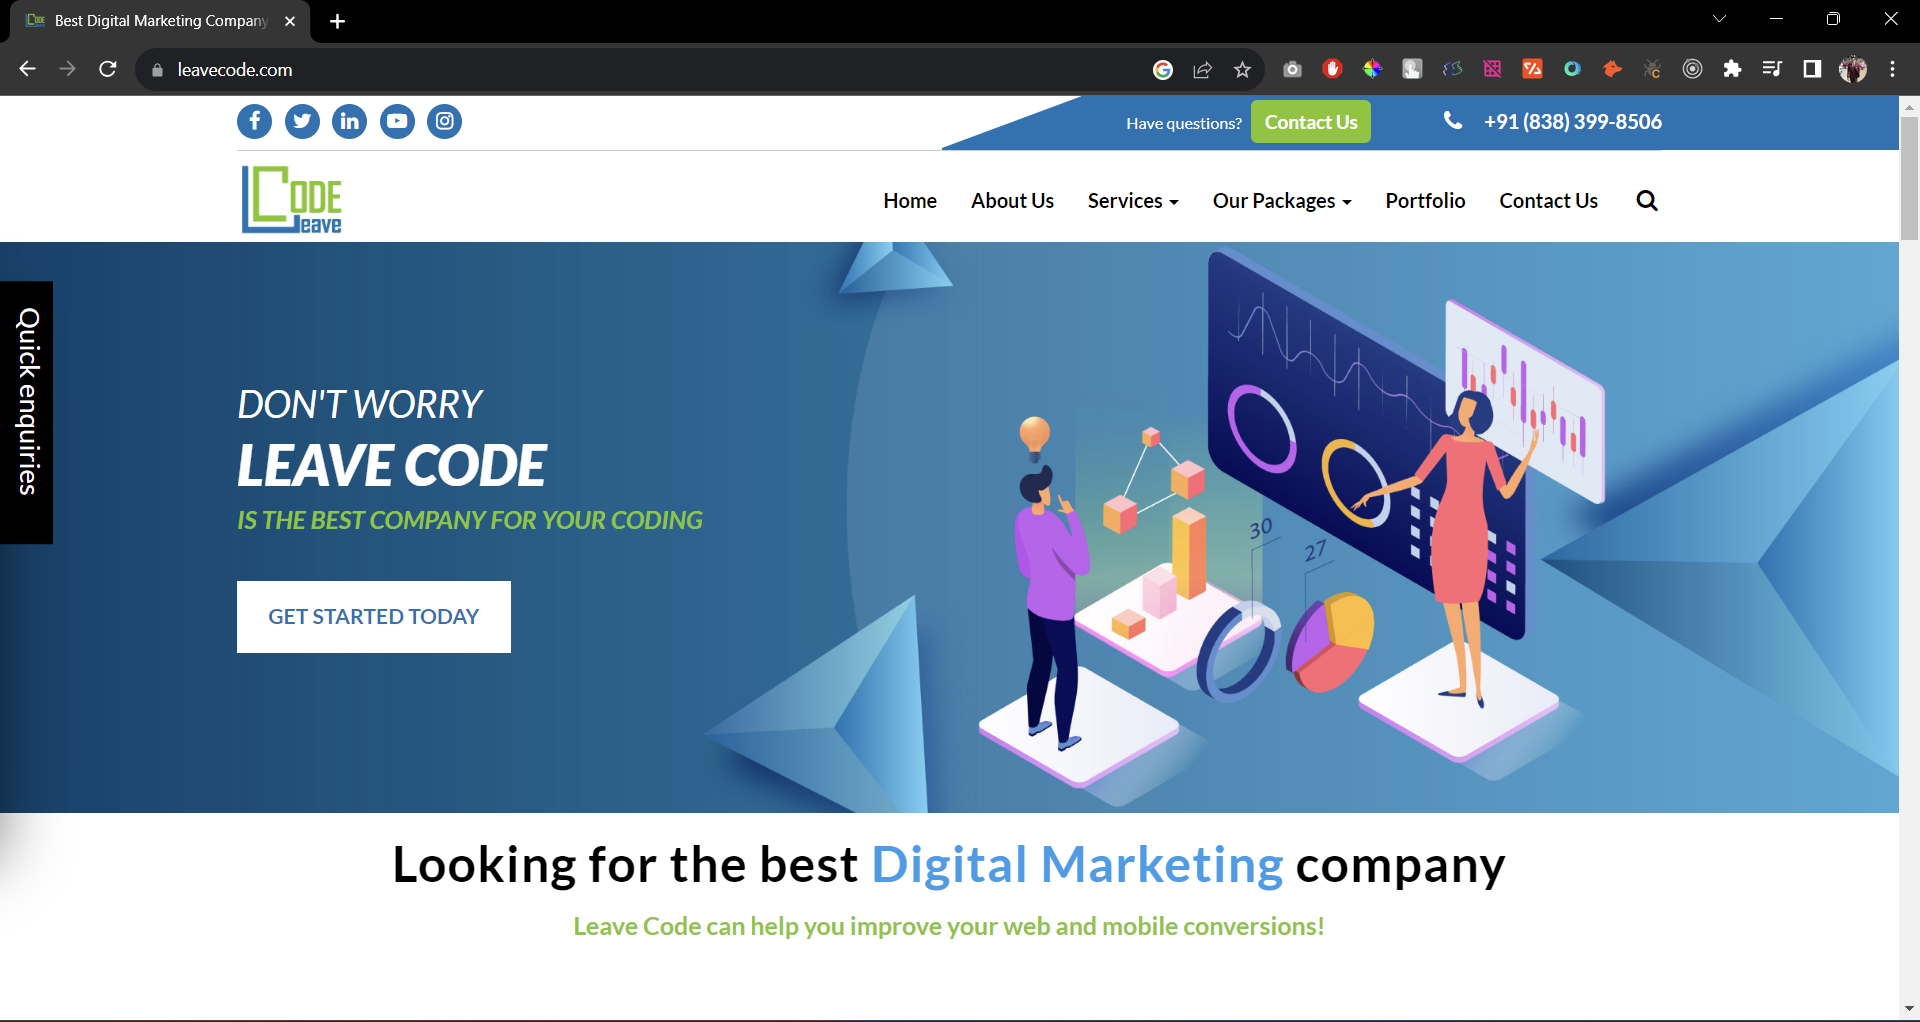 Best Digital Marketing Company
leavecode.com
Have questions? Contact Us +91 (838) 399-8506
CODE
Leave
Home About Us Services Our Packages Portfolio Contact Us
Quick enquiries
DON'T WORRY
LEAVE CODE
IS THE BEST COMPANY FOR YOUR CODING
GET STARTED TODAY
30
27
Looking for the best Digital Marketing company
Leave Code can help you improve your web and mobile conversions!